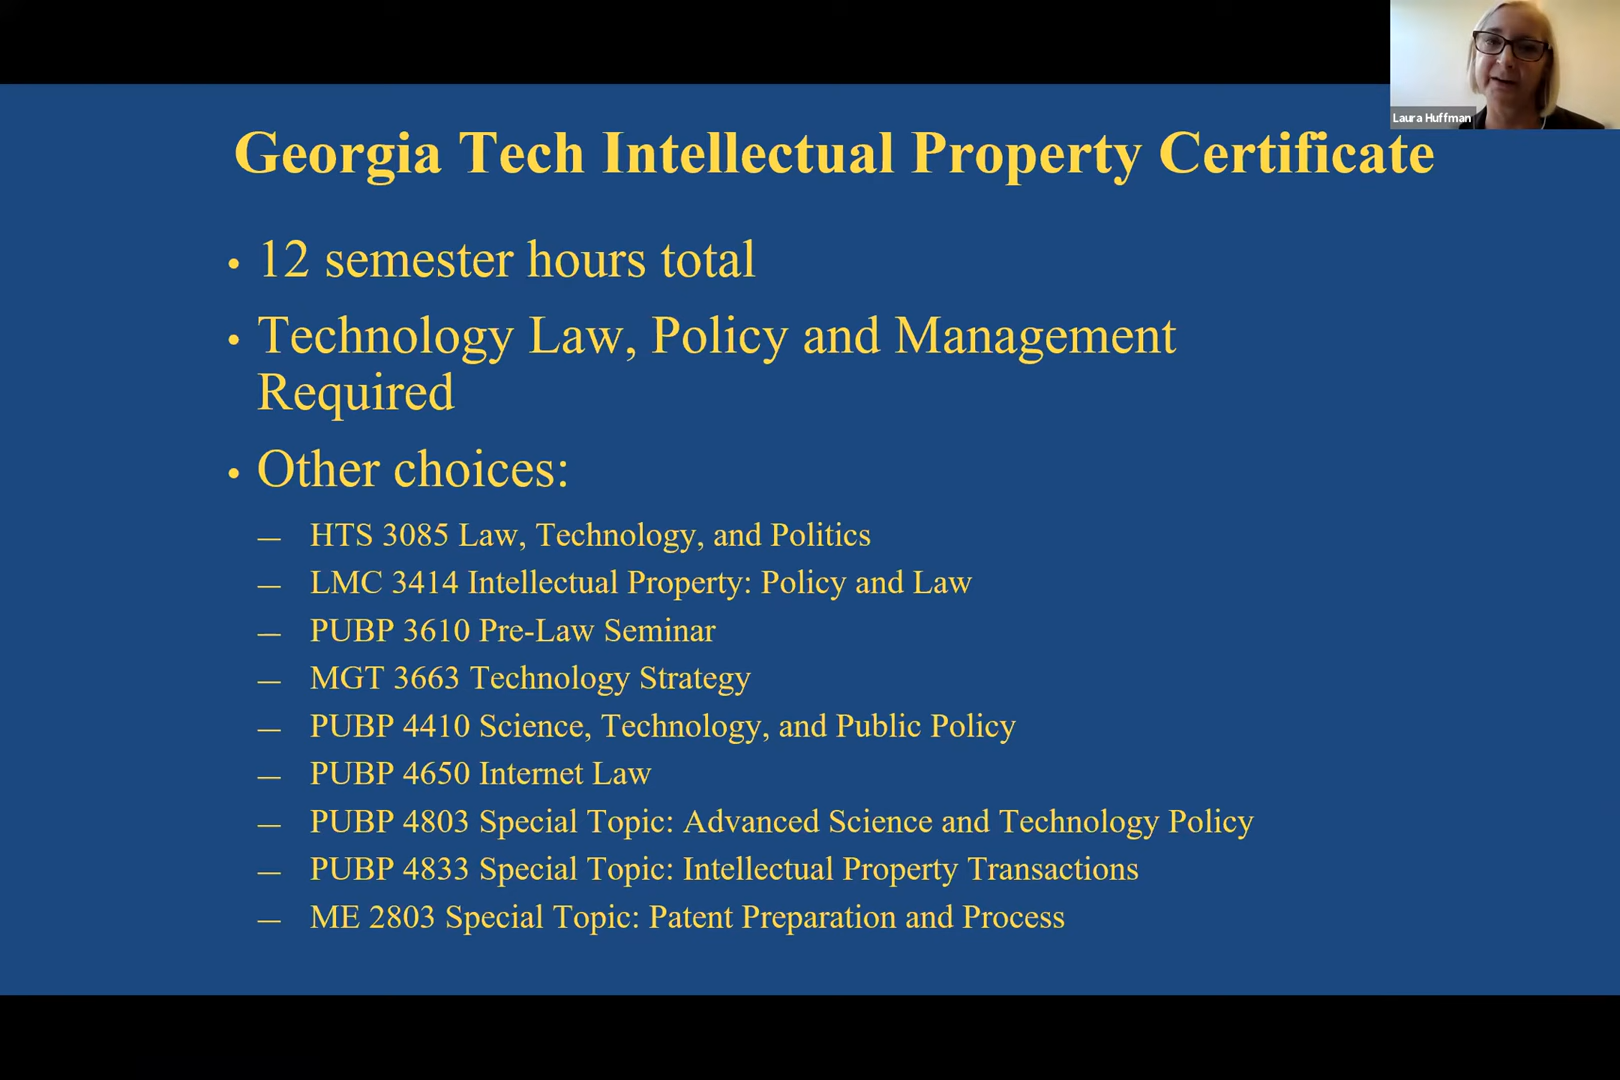 Laura Huffman
Georgia Tech Intellectual Property Certificate
• 12 semester hours total
• Technology Law, Policy and Management
Required
• Other choices:
— HTS 3085 Law, Technology, and Politics
— LMC 3414 Intellectual Property: Policy and Law
— PUBP 3610 Pre-Law Seminar
— MGT 3663 Technology Strategy
— PUBP 4410 Science, Technology, and Public Policy
— PUBP 4650 Internet Law
— PUBP 4803 Special Topic: Advanced Science and Technology Policy
— PUBP 4833 Special Topic: Intellectual Property Transactions
— ME 2803 Special Topic: Patent Preparation and Process